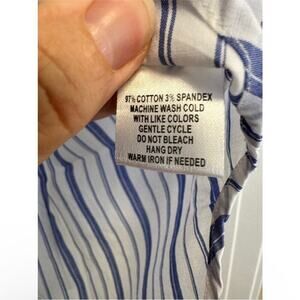 97% COTTON 3% SPANDEX
MACHINE WASH COLD
WITH LIKE COLORS
GENTLE CYCLE
DO NOT BLEACH
HANG DRY
WARM IRON IF NEEDED